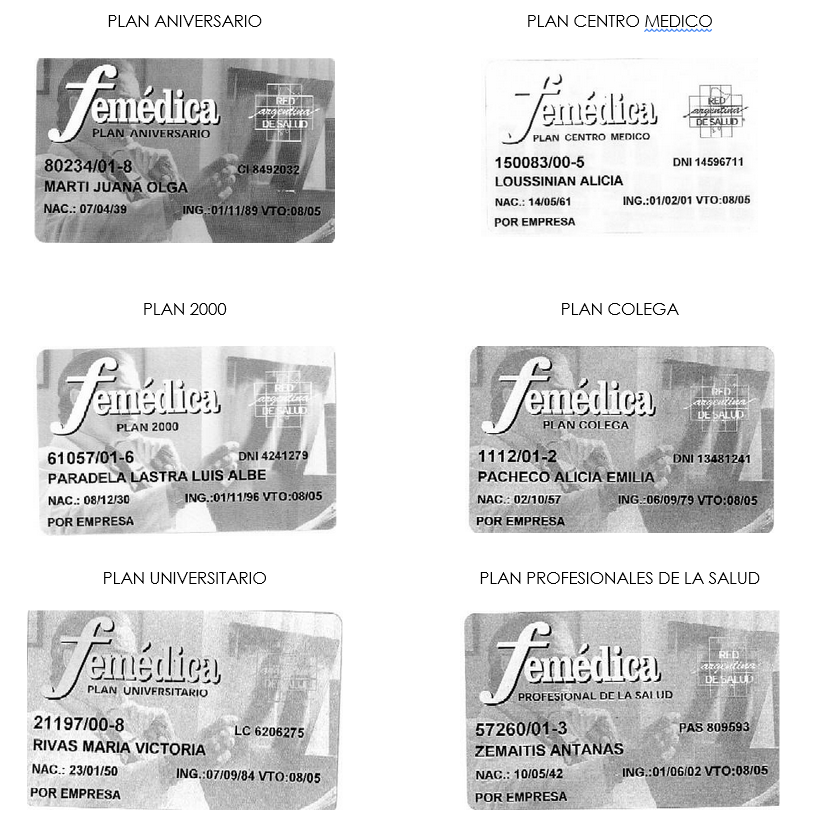 PLAN ANIVERSARIO
femédica
RED
argentina
DE SALUD
PLAN ANIVERSARIO
80234/01-8 CI 8492032
MARTI JUANA OLGA
NAC.: 07/04/39 ING.:01/11/89 VTO:08/05
PLAN CENTRO MEDICO
femédica
RED
argentina
DE SALUD
PLAN CENTRO MEDICO
150083/00-5 DNI 14596711
LOUSSINIAN ALICIA
NAC.: 14/05/61 ING.:01/02/01 VTO:08/05
POR EMPRESA
PLAN 2000
femédica
RED
argentina
DE SALUD
PLAN 2000
61057/01-6 DNI 4241279
PARADELA LASTRA LUIS ALBE
NAC.: 08/12/30 ING.:01/11/96 VTO:08/05
POR EMPRESA
PLAN COLEGA
femédica
RED
argentina
DE SALUD
PLAN COLEGA
1112/01-2 DNI 13481241
PACHECO ALICIA EMILIA
NAC.: 02/10/57 ING.:06/09/79 VTO:08/05
POR EMPRESA
PLAN UNIVERSITARIO
femédica
PLAN UNIVERSITARIO
21197/00-8 LC 6206275
RIVAS MARIA VICTORIA
NAC.: 23/01/50 ING.:07/09/84 VTO:08/05
POR EMPRESA
PLAN PROFESIONALES DE LA SALUD
femédica
RED
argentina
DE SALUD
PROFESIONAL DE LA SALUD
57260/01-3 PAS 809593
ZEMAITIS ANTANAS
NAC.: 10/05/42 ING.:01/06/02 VTO:08/05
POR EMPRESA